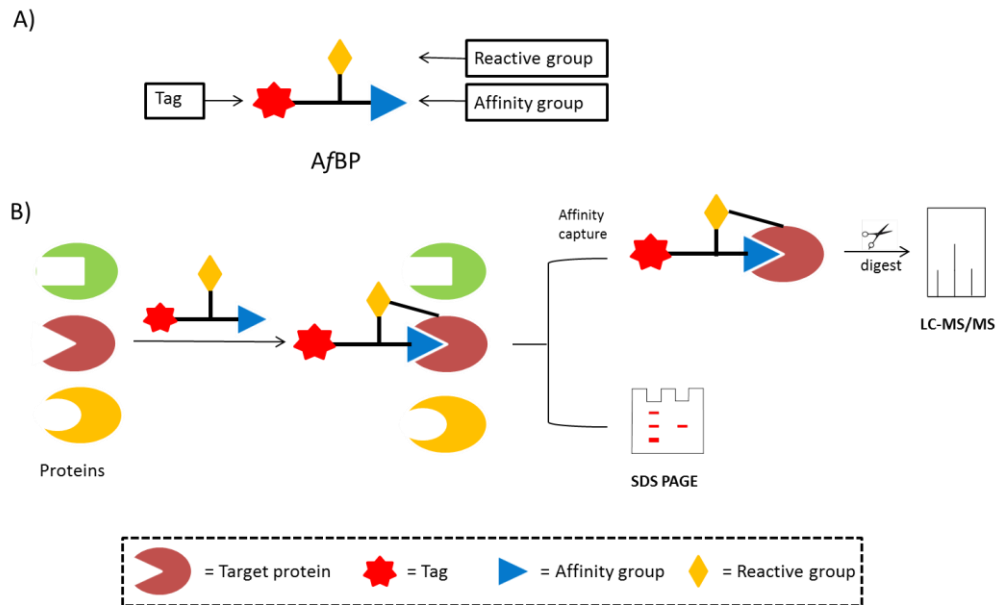 A)
Reactive group
Tag
Affinity group
AfBP
B)
Affinity
capture
digest
LC-MS/MS
Proteins
SDS PAGE
= Target protein
= Tag
= Affinity group
= Reactive group